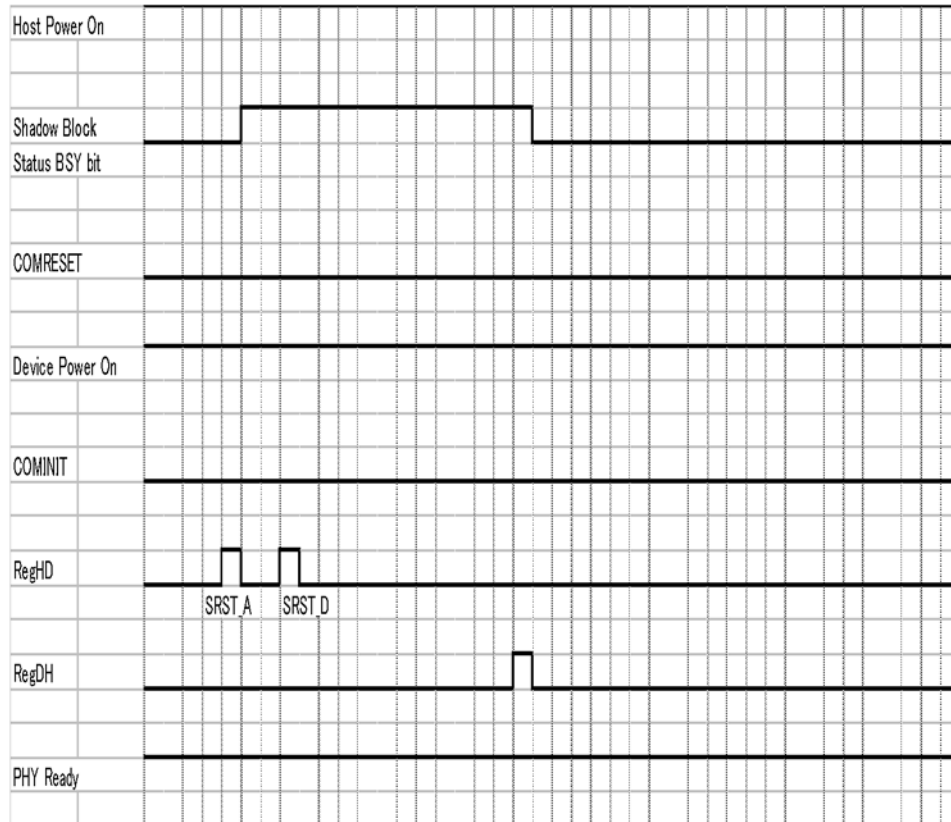 Host Power On
Shadow Block
Status BSY bit
COMRESET
Device Power On
COMINIT
RegHD
SRST_A SRST_D
RegDH
PHY Ready